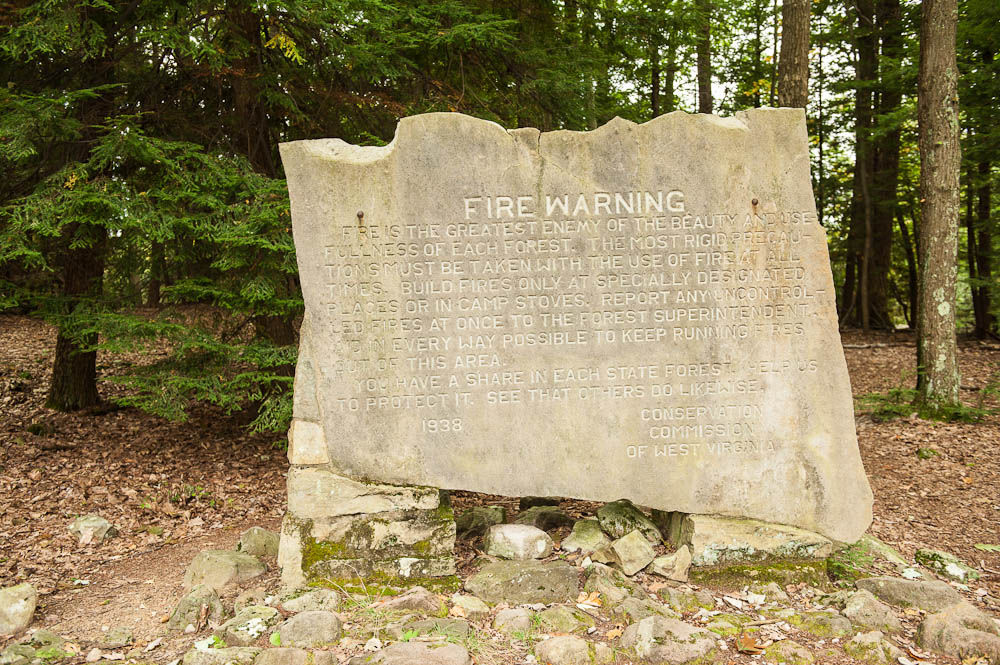 FIRE WARNING
FIRE IS THE GREATEST ENEMY OF THE BEAUTY AND USE
FULLNESS OF EACH FOREST. THE MOST RIGID PRECAU-
TIONS MUST BE TAKEN WITH THE USE OF FIRE AT ALL
TIMES. BUILD FIRES ONLY AT SPECIALLY DESIGNATED
PLACES OR IN CAMP STOVES. REPORT ANY UNCONTROL-
LED FIRES AT ONCE TO THE FOREST SUPERINTENDENT.
AID IN EVERY WAY POSSIBLE TO KEEP RUNNING FIRES
OUT OF THIS AREA.
YOU HAVE A SHARE IN EACH STATE FOREST. HELP US
TO PROTECT IT. SEE THAT OTHERS DO LIKEWISE.
1938 CONSERVATION
COMMISSION
OF WEST VIRGINIA